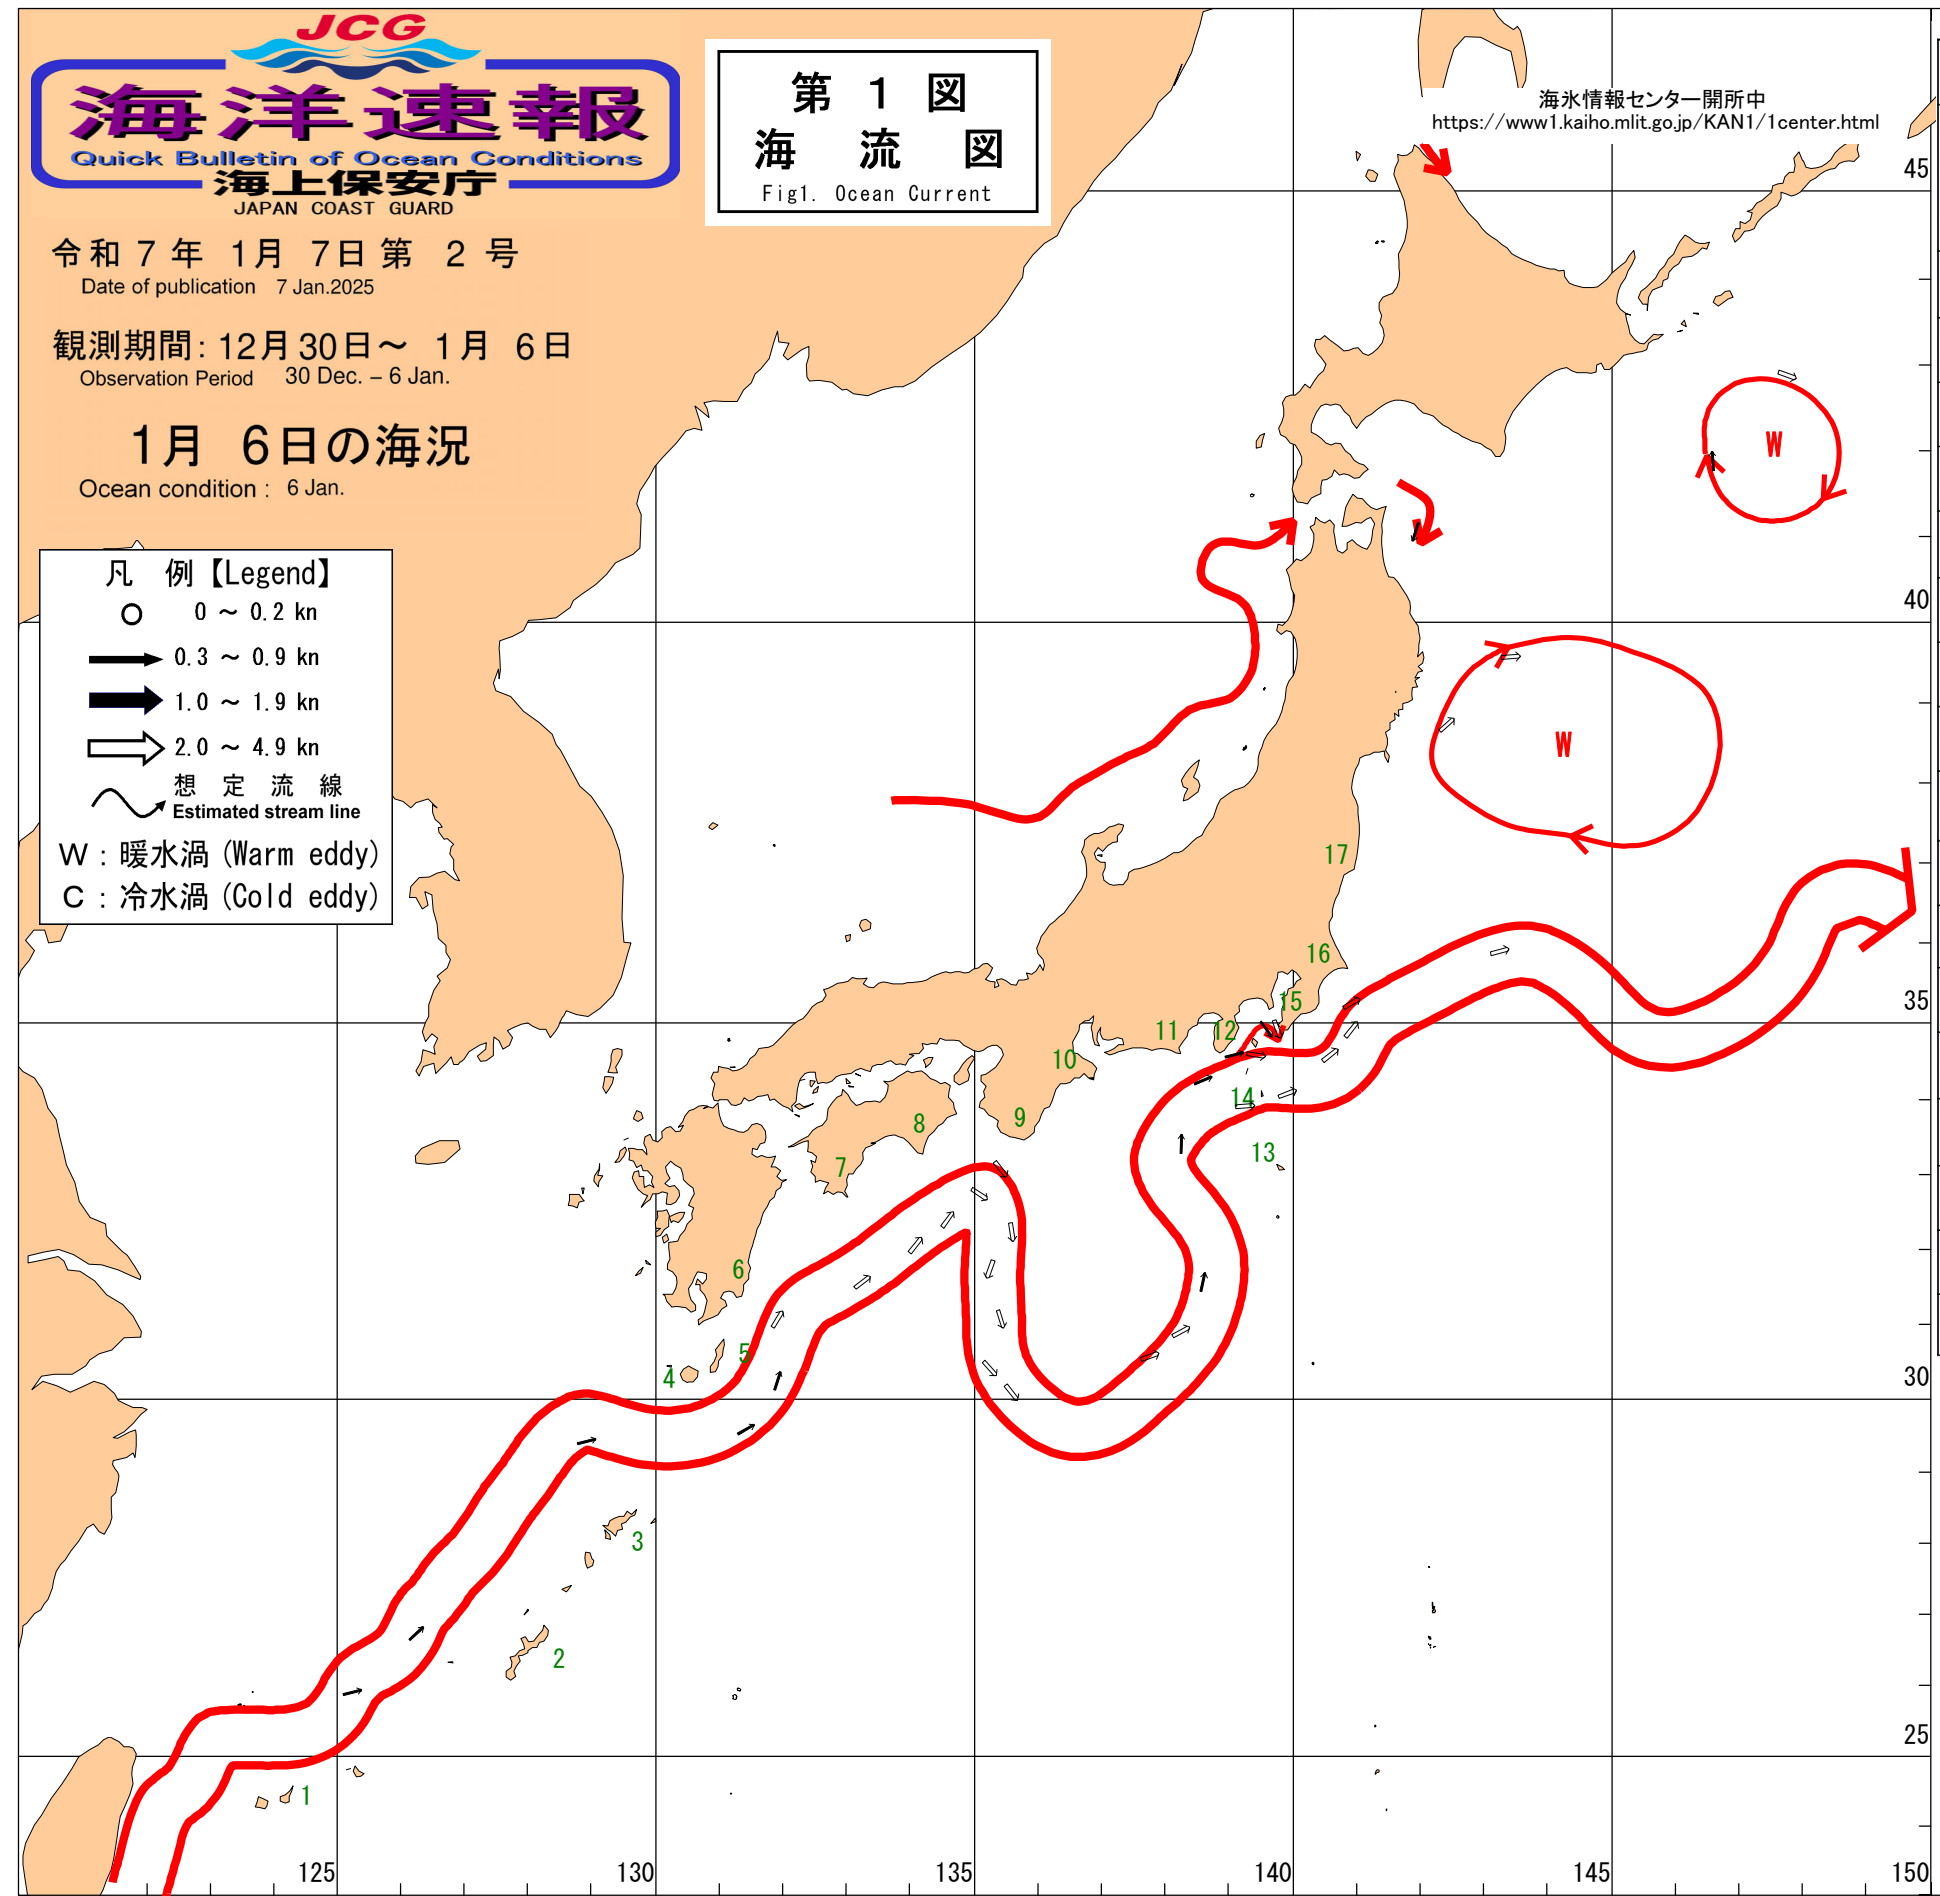 JCG
海洋速報
Quick Bulletin of Ocean Conditions
海上保安庁
JAPAN COAST GUARD
令和 7 年 1月 7日 第 2 号
Date of publication 7 Jan.2025
観測期間: 12月 30日～ 1月 6日
Observation Period 30 Dec. – 6 Jan.
1月 6日の海況
Ocean condition : 6 Jan.
第 1 図
海 流 図
Fig1. Ocean Current
海氷情報センター開所中
https://www1.kaiho.mlit.go.jp/KAN1/1center.html
凡 例【Legend】
0 ～ 0.2 kn
0.3 ～ 0.9 kn
1.0 ～ 1.9 kn
2.0 ～ 4.9 kn
想 定 流 線
Estimated stream line
W : 暖水渦 (Warm eddy)
C : 冷水渦 (Cold eddy)
45
W
40
W
17
16
35
15
12
11
10
14
9
8
13
7
6
5
4
30
3
2
25
1
125
130
135
140
145
150